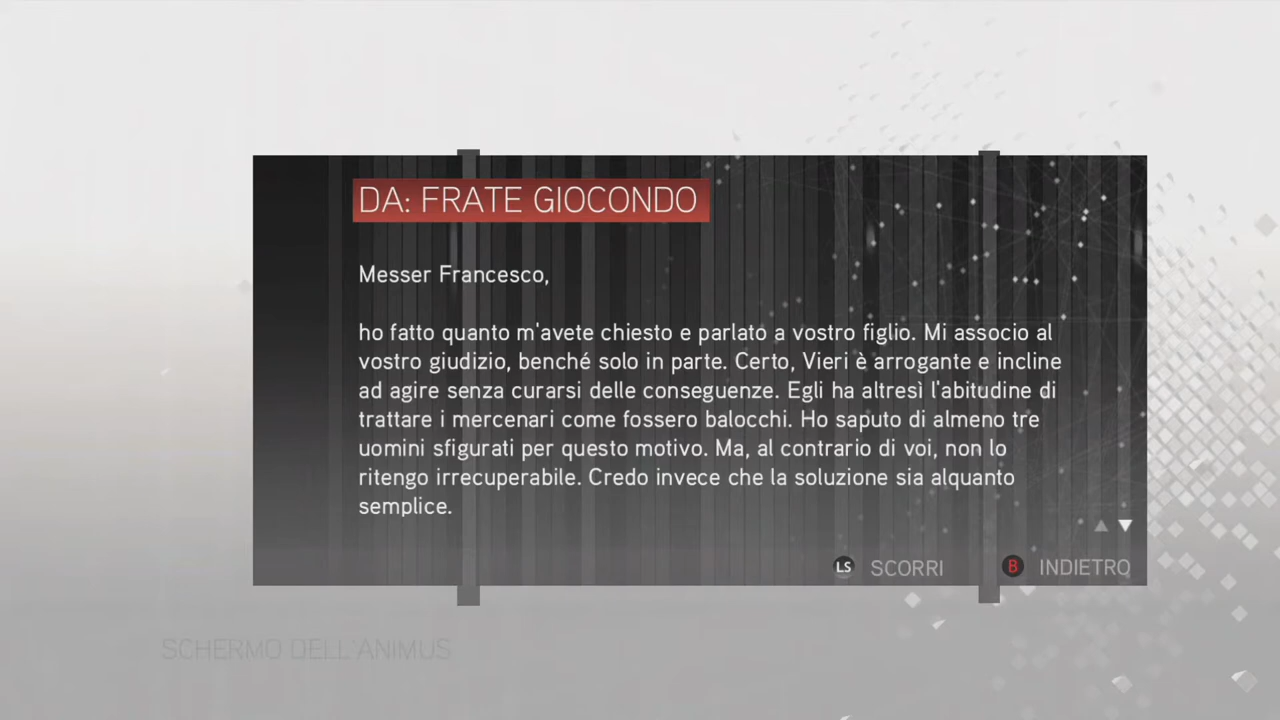 DA: FRATE GIOCONDO
Messer Francesco,
ho fatto quanto m'avete chiesto e parlato a vostro figlio. Mi associo al
vostro giudizio, benché solo in parte. Certo, Vieri è arrogante e incline
ad agire senza curarsi delle conseguenze. Egli ha altresì l'abitudine di
trattare i mercenari come fossero balocchi. Ho saputo di almeno tre
uomini sfigurati per questo motivo. Ma, al contrario di voi, non lo
ritengo irrecuperabile. Credo invece che la soluzione sia alquanto
semplice.
LS SCORRI B INDIETRO
SCHERMO DELL'ANIMUS